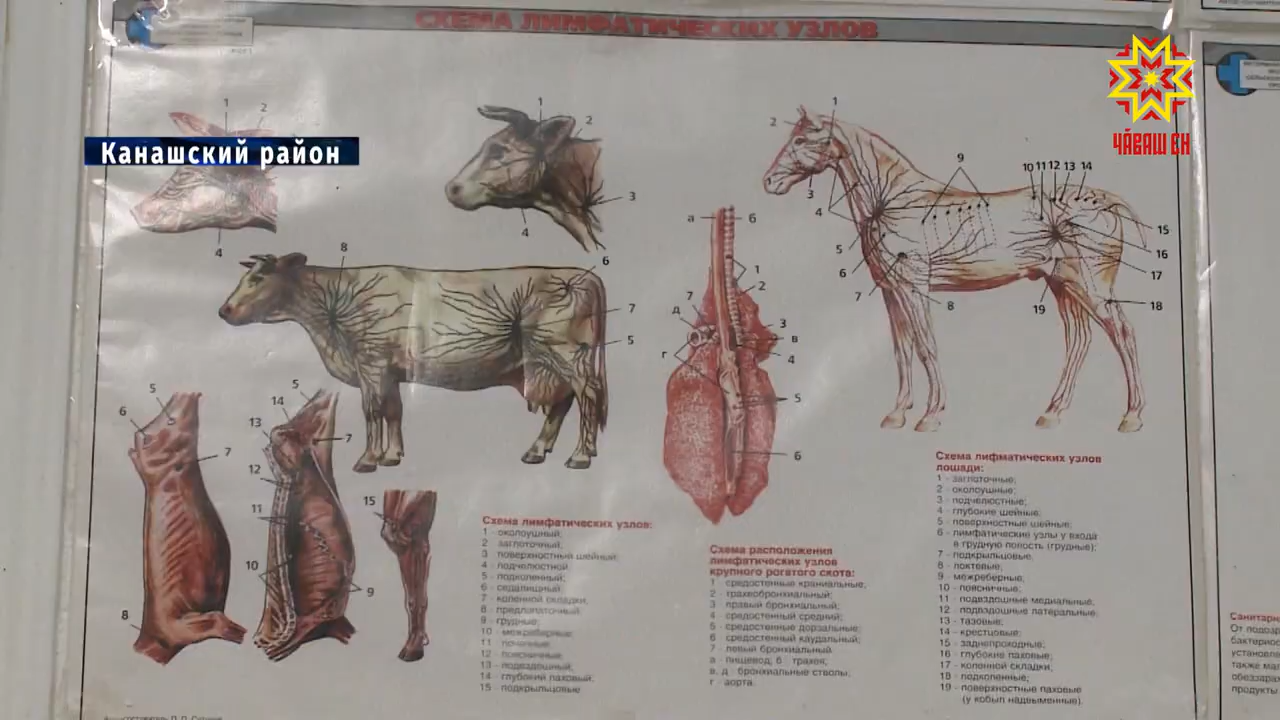 СХЕМА ЛИМФАТИЧЕСКИХ УЗЛОВ
ЧӐВАШ ЕН
Канашский район
Схема лимфатических узлов:
1 - околоушный;
2 - заглоточный;
3 - поверхностный шейный;
4 - подчелюстной;
5 - подколенный;
6 - седалищный;
7 - коленной складки;
8 - предлопаточный;
9 - грудные;
10 - межреберные;
11 - почечные;
12 - поясничные;
13 - подвздошный;
14 - глубокий паховый;
15 - подкрыльцовые
Схема расположения
лимфатических узлов
крупного рогатого скота:
1 - средостенные краниальные;
2 - трахеобронхиальный;
3 - правый бронхиальный;
4 - средостенный средний;
5 - средостенные дорзальные;
6 - средостенный каудальный;
7 - левый бронхиальный.
а - пищевод; б - трахея;
в, д - бронхиальные стволы;
г - аорта.
Схема лифматических узлов
лошади:
1 - заглоточные;
2 - околоушные;
3 - подчелюстные;
4 - глубокие шейные;
5 - поверхностные шейные;
6 - лимфатические узлы у входа
в грудную полость (грудные);
7 - подкрыльцовые;
8 - локтевые;
9 - межреберные;
10 - поясничные;
11 - подвздошные медиальные;
12 - подвздошные латеральные;
13 - тазовые;
14 - крестцовые;
15 - заднепроходные;
16 - глубокие паховые;
17 - коленной складки;
18 - подколенные;
19 - поверхностные паховые
(у кобыл надвыменные).